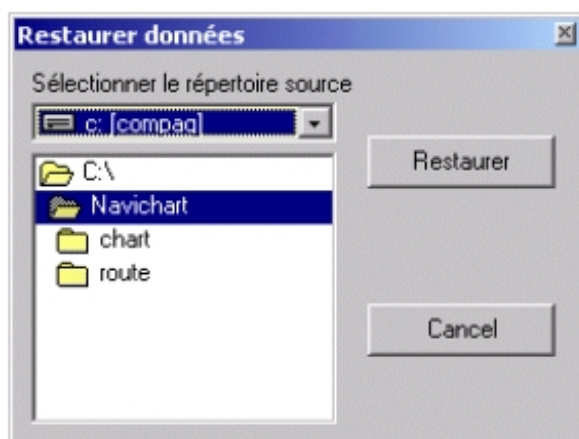 Restaurer données
Sélectionner le répertoire source
c: [compaq]
Restaurer
C:\
Navichart
chart
route
Cancel